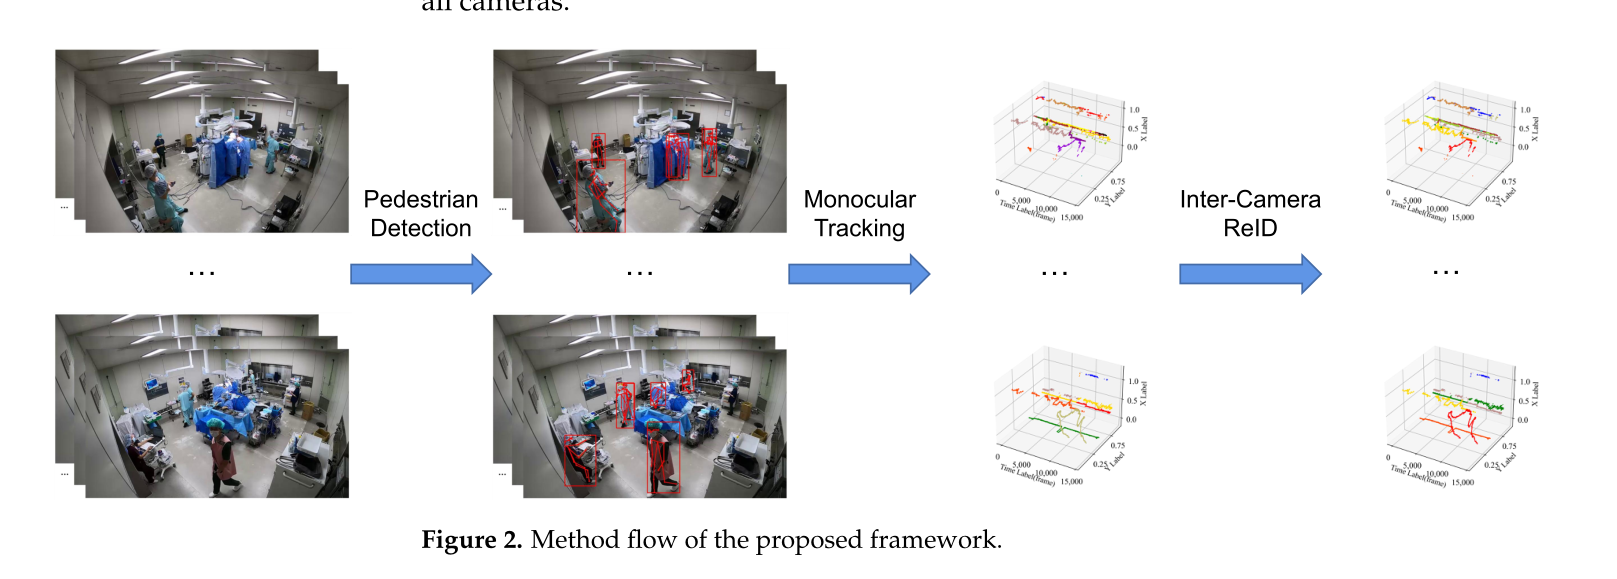 all cameras.
Pedestrian
Detection
Monocular
Tracking
Inter-Camera
ReID
...
...
...
...
...
...
...
...
0
5,000
10,000
15,000
Time Label(frame)
0.25
0.75
Y Label
0.0
0.5
1.0
X Label
0
5,000
10,000
15,000
Time Label(frame)
0.25
0.75
Y Label
0.0
0.5
1.0
X Label
0
5,000
10,000
15,000
Time Label(frame)
0.25
0.75
Y Label
0.0
0.5
1.0
X Label
0
5,000
10,000
15,000
Time Label(frame)
0.25
0.75
Y Label
0.0
0.5
1.0
X Label
Figure 2. Method flow of the proposed framework.